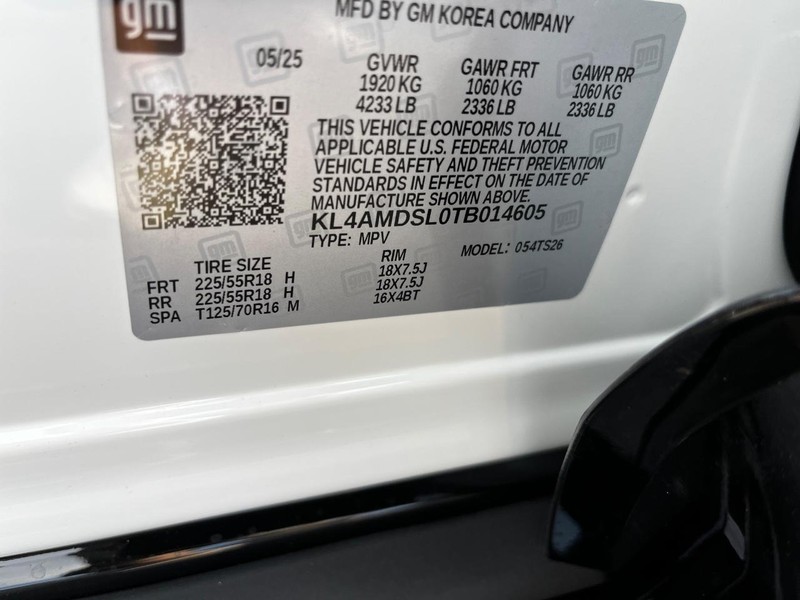 gm
MFD BY GM KOREA COMPANY
05/25
GVWR GAWR FRT GAWR RR
1920 KG 1060 KG 1060 KG
4233 LB 2336 LB 2336 LB
THIS VEHICLE CONFORMS TO ALL
APPLICABLE U.S. FEDERAL MOTOR
VEHICLE SAFETY AND THEFT PREVENTION
STANDARDS IN EFFECT ON THE DATE OF
MANUFACTURE SHOWN ABOVE.
KL4AMDSL0TB014605
TYPE: MPV MODEL: 054TS26
TIRE SIZE RIM
FRT 225/55R18 H 18X7.5J
RR 225/55R18 H 18X7.5J
SPA T125/70R16 M 16X4BT